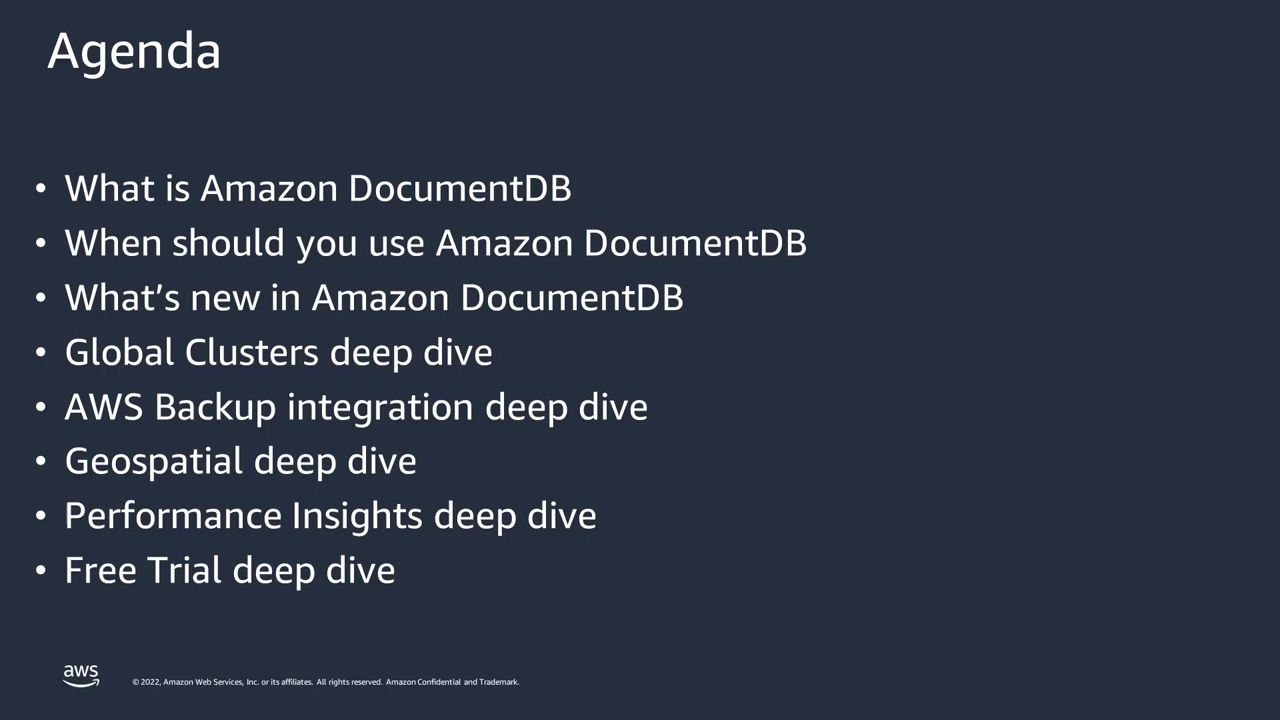 Agenda
• What is Amazon DocumentDB
• When should you use Amazon DocumentDB
• What’s new in Amazon DocumentDB
• Global Clusters deep dive
• AWS Backup integration deep dive
• Geospatial deep dive
• Performance Insights deep dive
• Free Trial deep dive
aws
© 2022, Amazon Web Services, Inc. or its affiliates. All rights reserved. Amazon Confidential and Trademark.